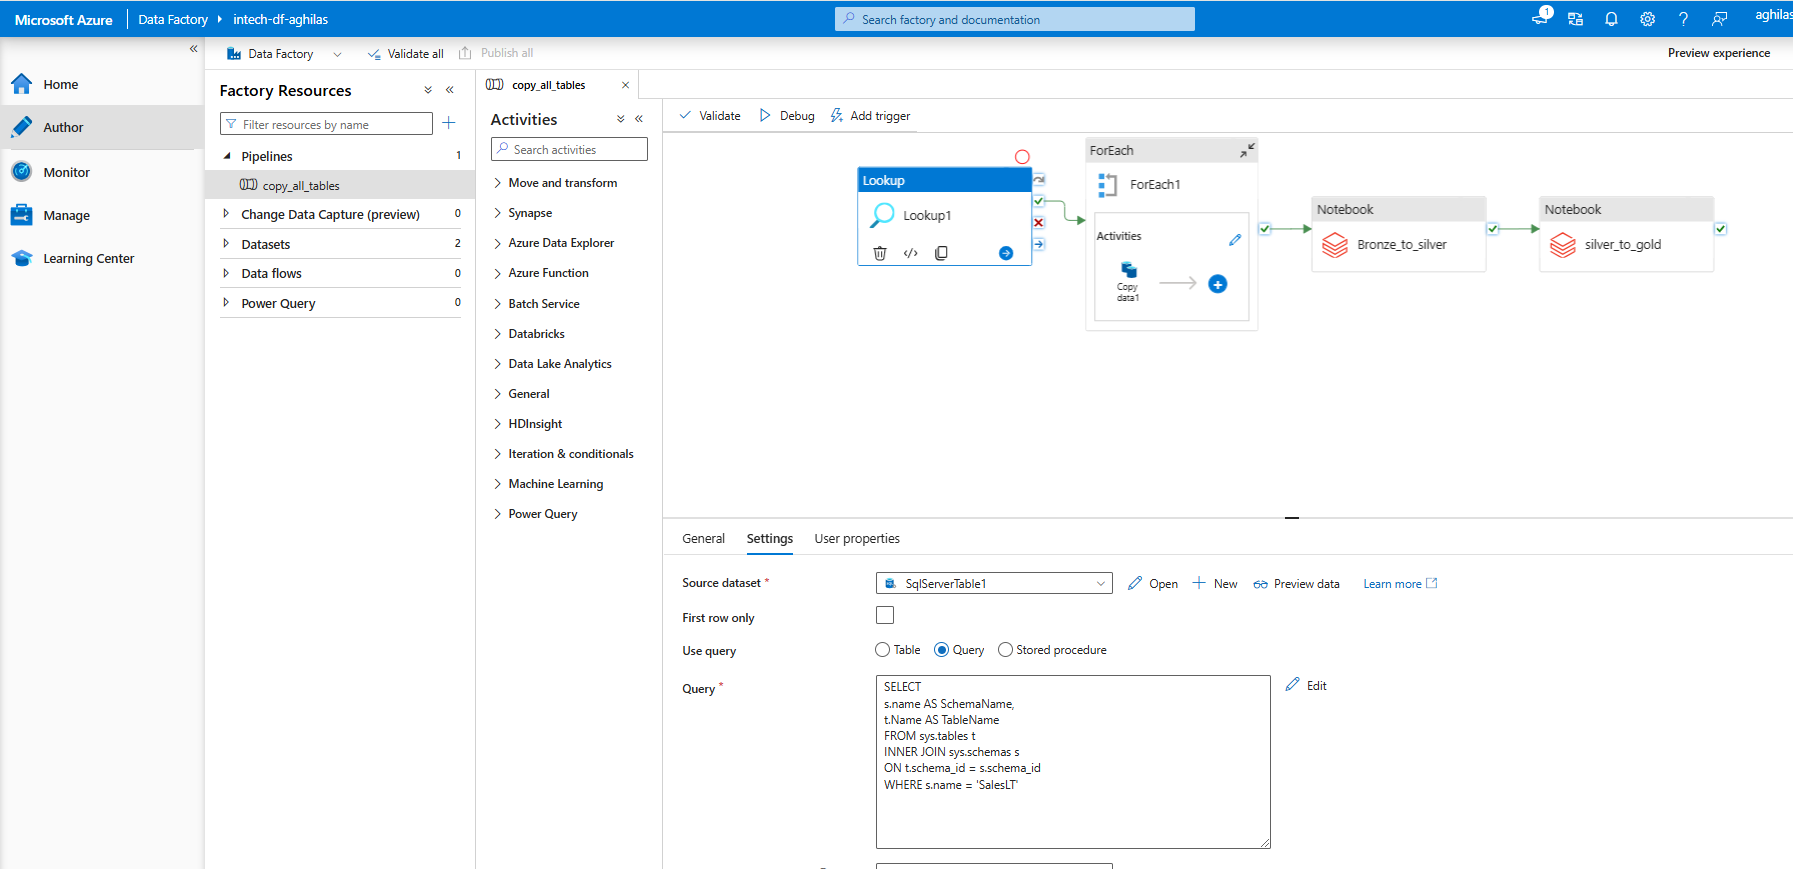 Microsoft Azure
Data Factory
intech-df-aghilas
Search factory and documentation
1
aghilas
Data Factory
Validate all
Publish all
Preview experience
Home
Author
Monitor
Manage
Learning Center
Factory Resources
Filter resources by name
Pipelines 1
copy_all_tables
Change Data Capture (preview) 0
Datasets 2
Data flows 0
Power Query 0
copy_all_tables
Activities
Search activities
Move and transform
Synapse
Azure Data Explorer
Azure Function
Batch Service
Databricks
Data Lake Analytics
General
HDInsight
Iteration & conditionals
Machine Learning
Power Query
Validate
Debug
Add trigger
Lookup
Lookup1
ForEach
ForEach1
Activities
Copy
data1
Notebook
Bronze_to_silver
Notebook
silver_to_gold
General
Settings
User properties
Source dataset *
SqlServerTable1
Open
New
Preview data
Learn more
First row only
Use query
Table
Query
Stored procedure
Query *
SELECT
s.name AS SchemaName,
t.Name AS TableName
FROM sys.tables t
INNER JOIN sys.schemas s
ON t.schema_id = s.schema_id
WHERE s.name = 'SalesLT'
Edit